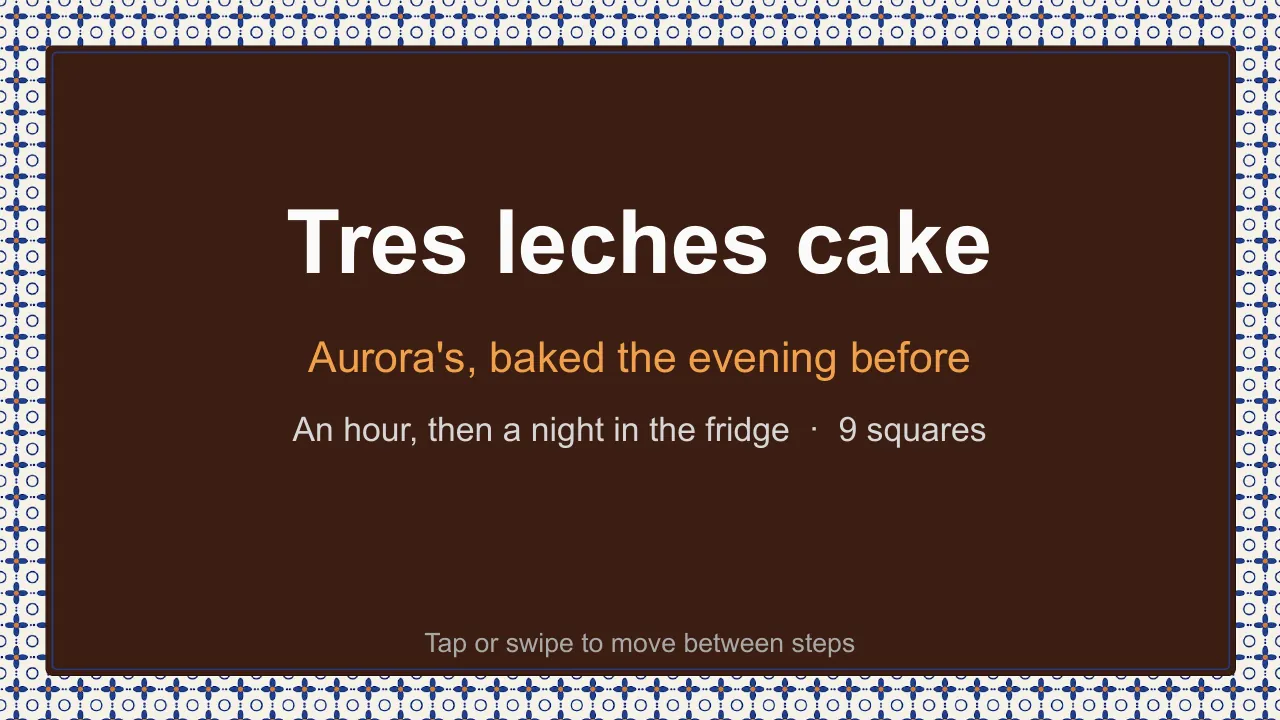 Tres leches cake
Aurora's, baked the evening before
An hour, then a night in the fridge · 9 squares
Tap or swipe to move between steps